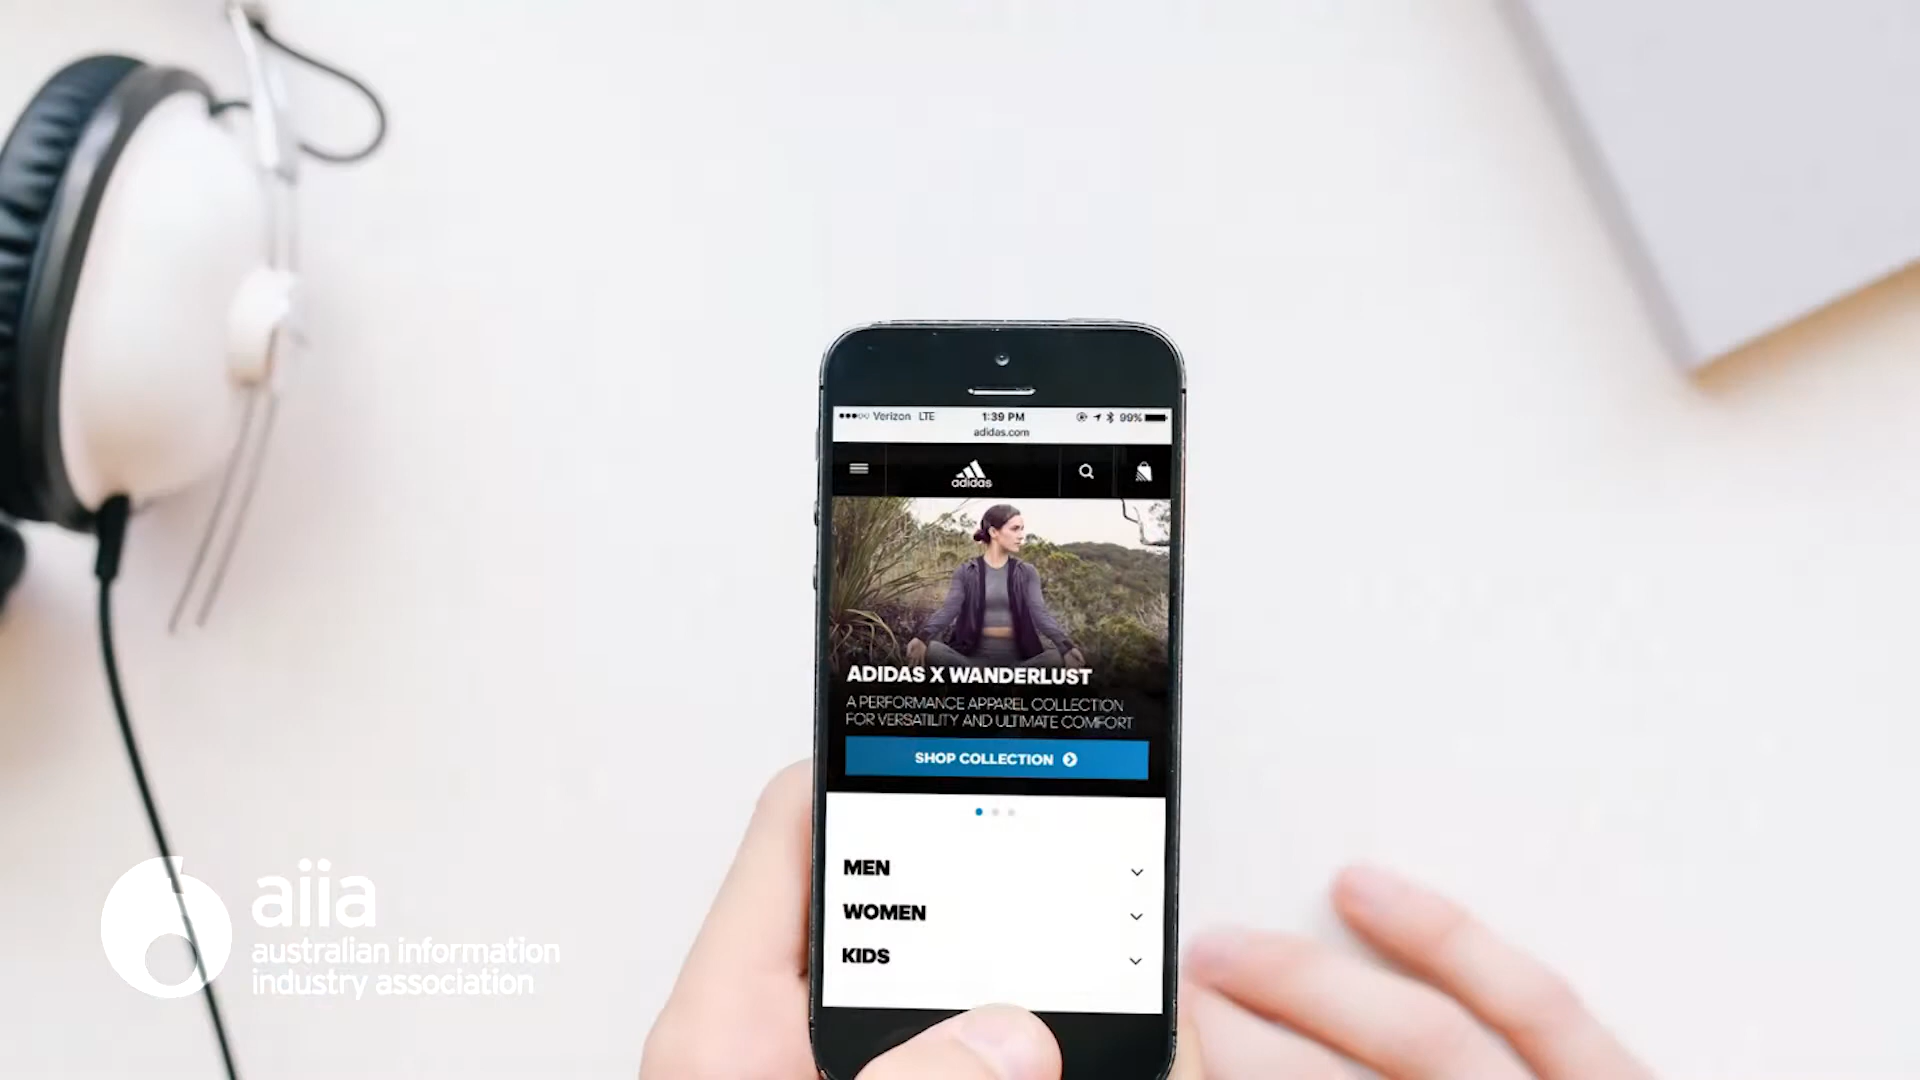 Verizon LTE 1:39 PM 99%
adidas.com
adidas
ADIDAS X WANDERLUST
A PERFORMANCE APPAREL COLLECTION
FOR VERSATILITY AND ULTIMATE COMFORT
SHOP COLLECTION
MEN
WOMEN
KIDS
aiia
australian information
industry association